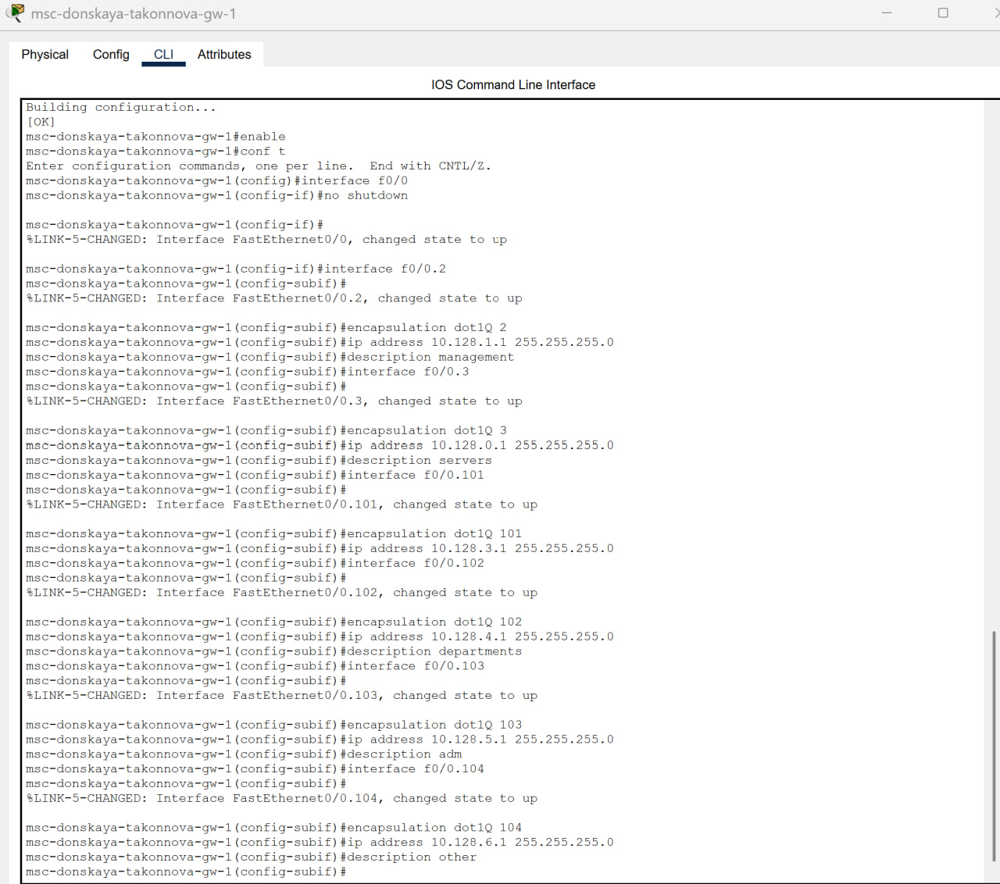 msc-donskaya-takonnova-gw-1
Physical Config CLI Attributes
IOS Command Line Interface
Building configuration...
[OK]
msc-donskaya-takonnova-gw-1#enable
msc-donskaya-takonnova-gw-1#conf t
Enter configuration commands, one per line.  End with CNTL/Z.
msc-donskaya-takonnova-gw-1(config)#interface f0/0
msc-donskaya-takonnova-gw-1(config-if)#no shutdown
msc-donskaya-takonnova-gw-1(config-if)#
%LINK-5-CHANGED: Interface FastEthernet0/0, changed state to up
msc-donskaya-takonnova-gw-1(config-if)#interface f0/0.2
msc-donskaya-takonnova-gw-1(config-subif)#
%LINK-5-CHANGED: Interface FastEthernet0/0.2, changed state to up
msc-donskaya-takonnova-gw-1(config-subif)#encapsulation dot1Q 2
msc-donskaya-takonnova-gw-1(config-subif)#ip address 10.128.1.1 255.255.255.0
msc-donskaya-takonnova-gw-1(config-subif)#description management
msc-donskaya-takonnova-gw-1(config-subif)#interface f0/0.3
msc-donskaya-takonnova-gw-1(config-subif)#
%LINK-5-CHANGED: Interface FastEthernet0/0.3, changed state to up
msc-donskaya-takonnova-gw-1(config-subif)#encapsulation dot1Q 3
msc-donskaya-takonnova-gw-1(config-subif)#ip address 10.128.0.1 255.255.255.0
msc-donskaya-takonnova-gw-1(config-subif)#description servers
msc-donskaya-takonnova-gw-1(config-subif)#interface f0/0.101
msc-donskaya-takonnova-gw-1(config-subif)#
%LINK-5-CHANGED: Interface FastEthernet0/0.101, changed state to up
msc-donskaya-takonnova-gw-1(config-subif)#encapsulation dot1Q 101
msc-donskaya-takonnova-gw-1(config-subif)#ip address 10.128.3.1 255.255.255.0
msc-donskaya-takonnova-gw-1(config-subif)#interface f0/0.102
msc-donskaya-takonnova-gw-1(config-subif)#
%LINK-5-CHANGED: Interface FastEthernet0/0.102, changed state to up
msc-donskaya-takonnova-gw-1(config-subif)#encapsulation dot1Q 102
msc-donskaya-takonnova-gw-1(config-subif)#ip address 10.128.4.1 255.255.255.0
msc-donskaya-takonnova-gw-1(config-subif)#description departments
msc-donskaya-takonnova-gw-1(config-subif)#interface f0/0.103
msc-donskaya-takonnova-gw-1(config-subif)#
%LINK-5-CHANGED: Interface FastEthernet0/0.103, changed state to up
msc-donskaya-takonnova-gw-1(config-subif)#encapsulation dot1Q 103
msc-donskaya-takonnova-gw-1(config-subif)#ip address 10.128.5.1 255.255.255.0
msc-donskaya-takonnova-gw-1(config-subif)#description adm
msc-donskaya-takonnova-gw-1(config-subif)#interface f0/0.104
msc-donskaya-takonnova-gw-1(config-subif)#
%LINK-5-CHANGED: Interface FastEthernet0/0.104, changed state to up
msc-donskaya-takonnova-gw-1(config-subif)#encapsulation dot1Q 104
msc-donskaya-takonnova-gw-1(config-subif)#ip address 10.128.6.1 255.255.255.0
msc-donskaya-takonnova-gw-1(config-subif)#description other
msc-donskaya-takonnova-gw-1(config-subif)#